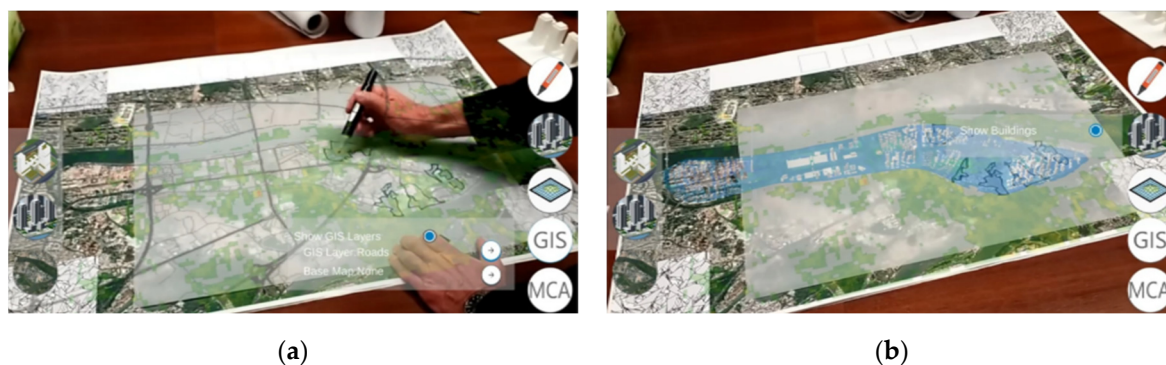 Show GIS Layers
GIS Layer:Roads
Base Map:None
GIS
MCA
Show Buildings
GIS
MCA
(a)
(b)